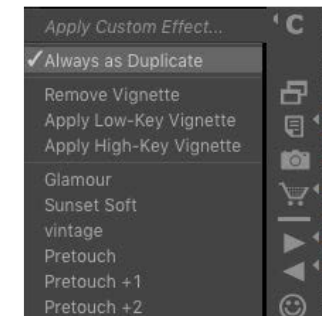 Apply Custom Effect...
C
✓Always as Duplicate
Remove Vignette
Apply Low-Key Vignette
Apply High-Key Vignette
Glamour
Sunset Soft
vintage
Pretouch
Pretouch +1
Pretouch +2